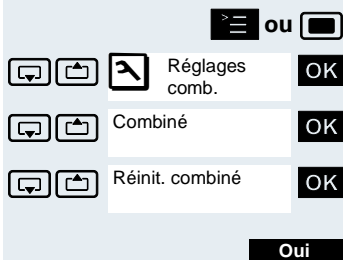 ou
Réglages
comb.
OK
Combiné
OK
Réinit. combiné
OK
Oui